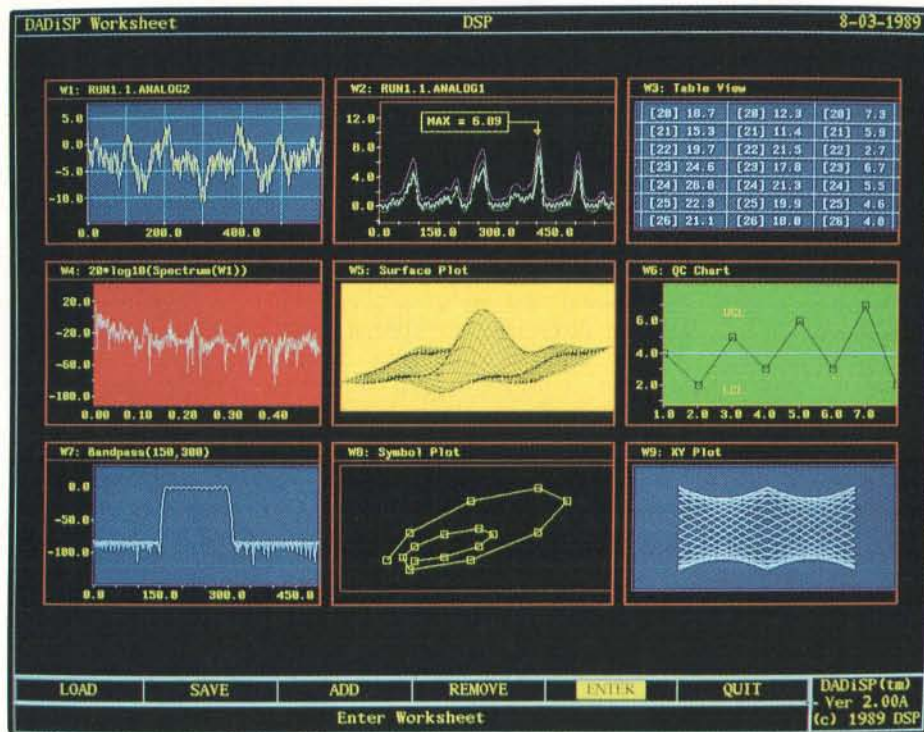 DADiSP Worksheet DSP 8-03-1989
W1: RUN1.1.ANALOG2
5.0
0.0
-5.0
-10.0
0.0 200.0 400.0
W2: RUN1.1.ANALOG1
MAX = 6.89
12.0
8.0
4.0
0.0
0.0 150.0 300.0 450.0
W3: Table View
[20] 18.7 [20] 12.3 [20] 7.3
[21] 15.3 [21] 11.4 [21] 5.9
[22] 19.7 [22] 21.5 [22] 2.7
[23] 24.6 [23] 17.8 [23] 6.7
[24] 26.8 [24] 21.3 [24] 5.5
[25] 22.3 [25] 19.9 [25] 4.6
[26] 21.1 [26] 18.0 [26] 4.0
W4: 20*log10(Spectrum(W1))
20.0
-20.0
-60.0
-100.0
0.00 0.10 0.20 0.30 0.40
W5: Surface Plot
W6: QC Chart
UCL
6.0
4.0
2.0
LCL
1.0 2.0 3.0 4.0 5.0 6.0 7.0
W7: Bandpass(150,300)
0.0
-50.0
-100.0
0.0 150.0 300.0 450.0
W8: Symbol Plot
W9: XY Plot
LOAD SAVE ADD REMOVE ENTER QUIT
Enter Worksheet
DADiSP(tm)
- Ver 2.00A
(c) 1989 DSP